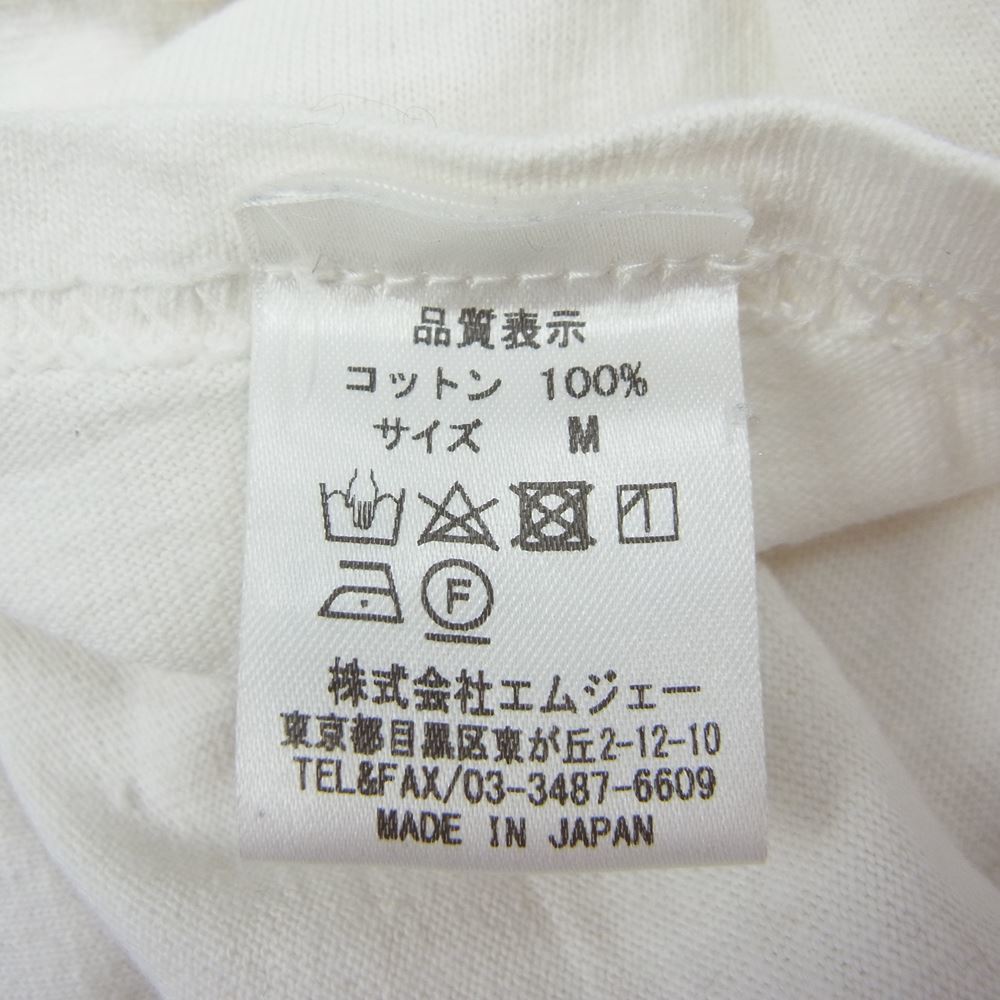 品質表示
コットン 100%
サイズ M
F
株式会社エムジェー
東京都目黒区東が丘2-12-10
TEL&FAX/03-3487-6609
MADE IN JAPAN